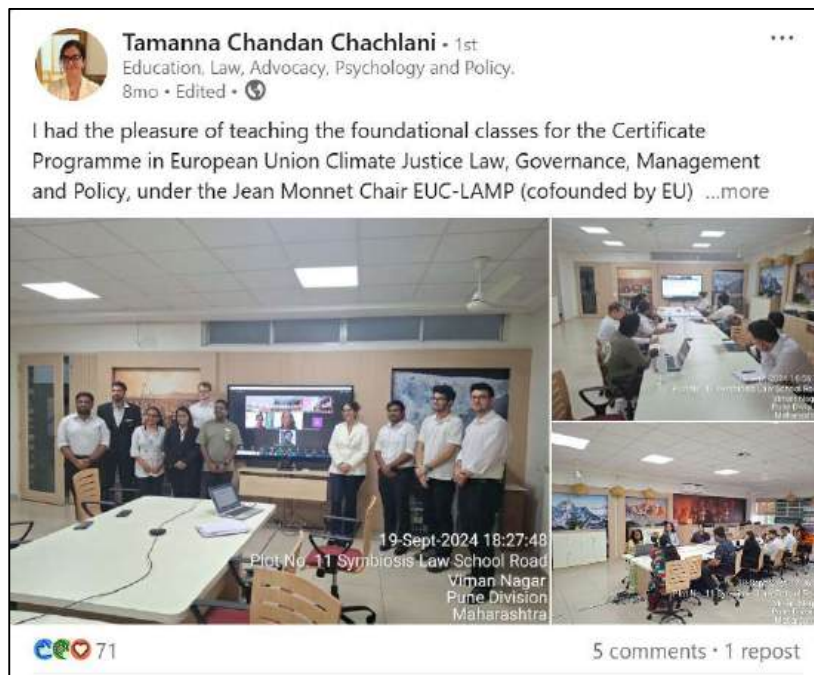 Tamanna Chandan Chachlani • 1st
Education, Law, Advocacy, Psychology and Policy.
8mo • Edited •
I had the pleasure of teaching the foundational classes for the Certificate
Programme in European Union Climate Justice Law, Governance, Management
and Policy, under the Jean Monnet Chair EUC-LAMP (cofounded by EU) ...more
19-Sept-2024 18:27:48
Plot No. 11 Symbiosis Law School Road
Viman Nagar
Pune Division
Maharashtra
71
5 comments • 1 repost